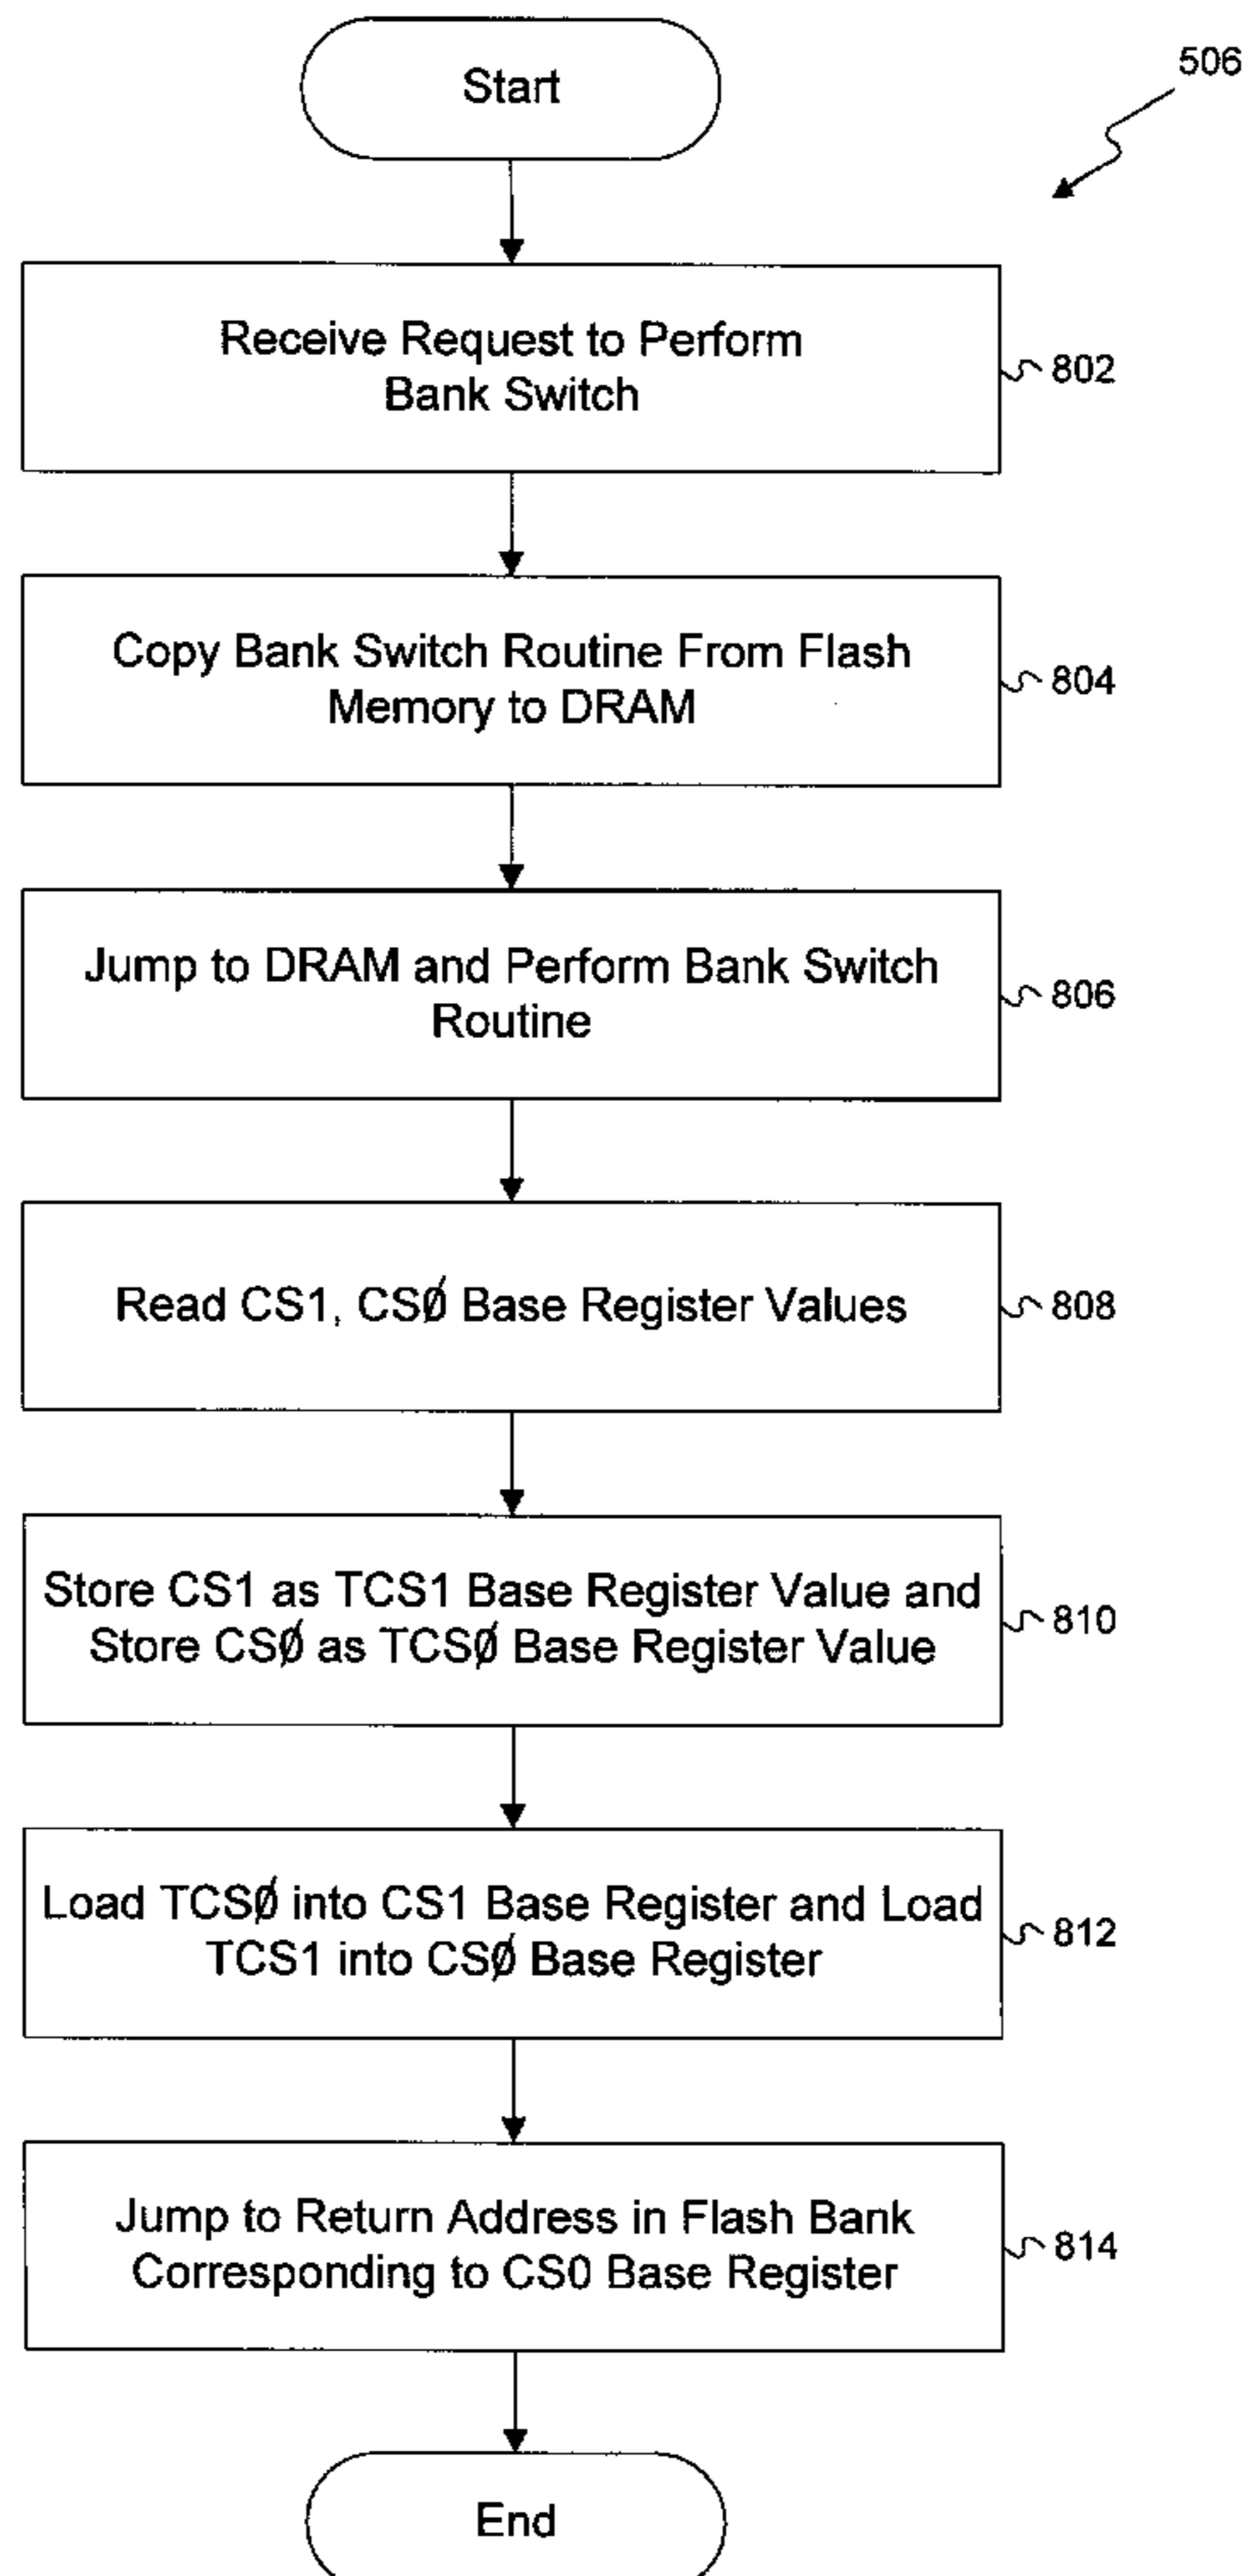 Start
506
Receive Request to Perform
Bank Switch
802
Copy Bank Switch Routine From Flash
Memory to DRAM
804
Jump to DRAM and Perform Bank Switch
Routine
806
Read CS1, CSØ Base Register Values
808
Store CS1 as TCS1 Base Register Value and
Store CSØ as TCSØ Base Register Value
810
Load TCSØ into CS1 Base Register and Load
TCS1 into CSØ Base Register
812
Jump to Return Address in Flash Bank
Corresponding to CS0 Base Register
814
End